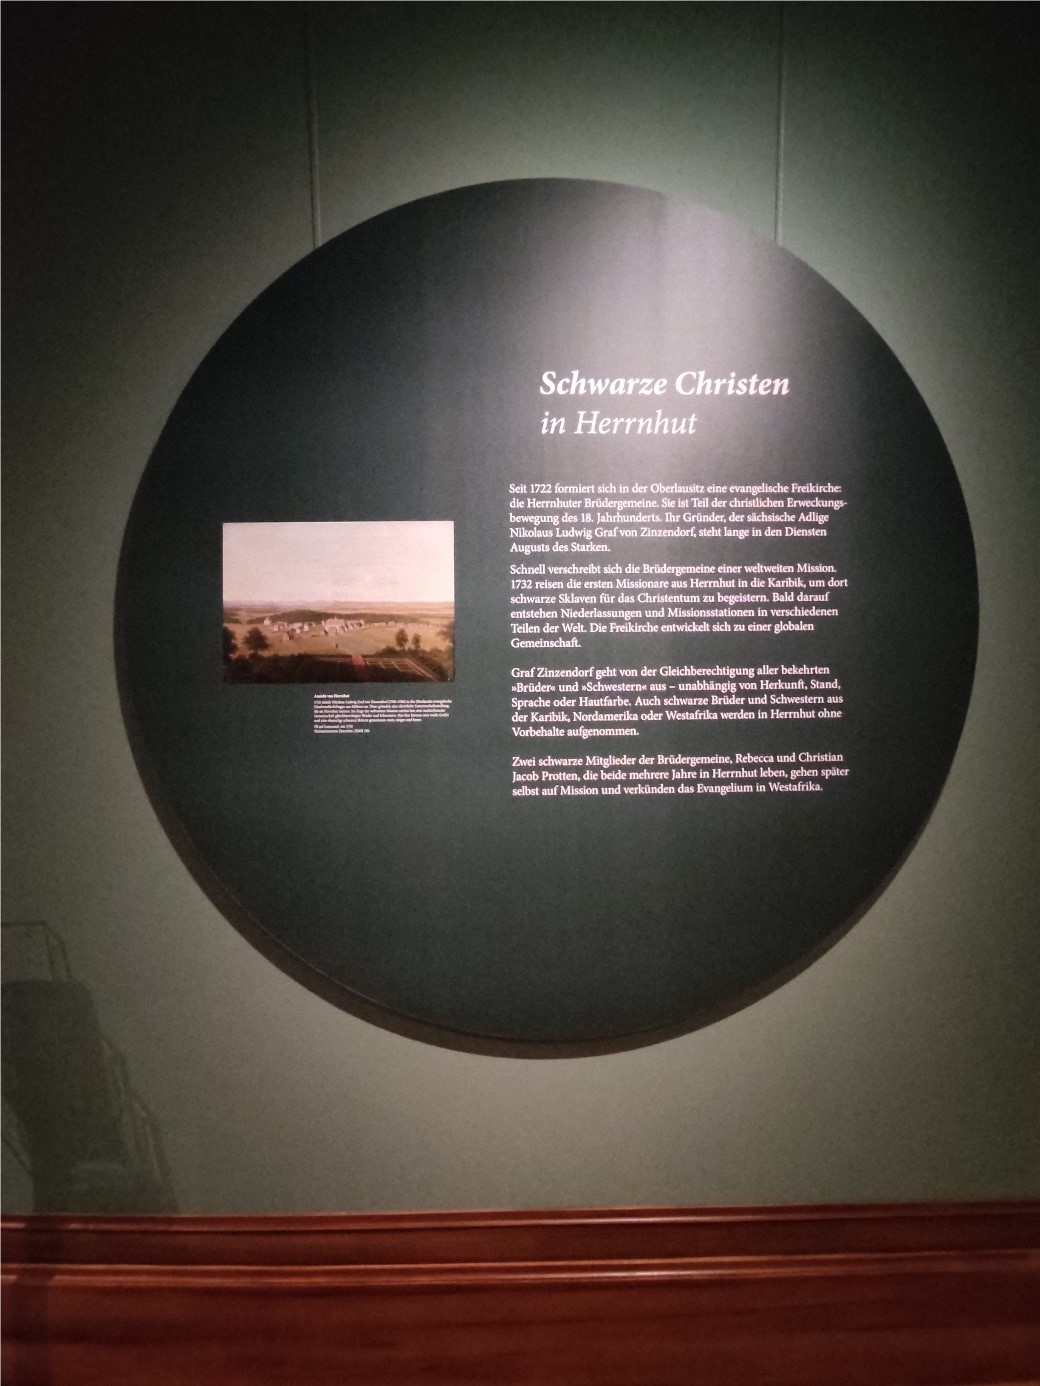 Schwarze Christen
in Herrnhut
Seit 1722 formiert sich in der Oberlausitz eine evangelische Freikirche:
die Herrnhuter Brüdergemeine. Sie ist Teil der christlichen Erweckungs-
bewegung des 18. Jahrhunderts. Ihr Gründer, der sächsische Adlige
Nikolaus Ludwig Graf von Zinzendorf, steht lange in den Diensten
Augusts des Starken.
Schnell verschreibt sich die Brüdergemeine einer weltweiten Mission.
1732 reisen die ersten Missionare aus Herrnhut in die Karibik, um dort
schwarze Sklaven für das Christentum zu begeistern. Bald darauf
entstehen Niederlassungen und Missionsstationen in verschiedenen
Teilen der Welt. Die Freikirche entwickelt sich zu einer globalen
Gemeinschaft.
Graf Zinzendorf geht von der Gleichberechtigung aller bekehrten
»Brüder« und »Schwestern« aus – unabhängig von Herkunft, Stand,
Sprache oder Hautfarbe. Auch schwarze Brüder und Schwestern aus
der Karibik, Nordamerika oder Westafrika werden in Herrnhut ohne
Vorbehalte aufgenommen.
Zwei schwarze Mitglieder der Brüdergemeine, Rebecca und Christian
Jacob Protten, die beide mehrere Jahre in Herrnhut leben, gehen später
selbst auf Mission und verkünden das Evangelium in Westafrika.
Ansicht von Herrnhut